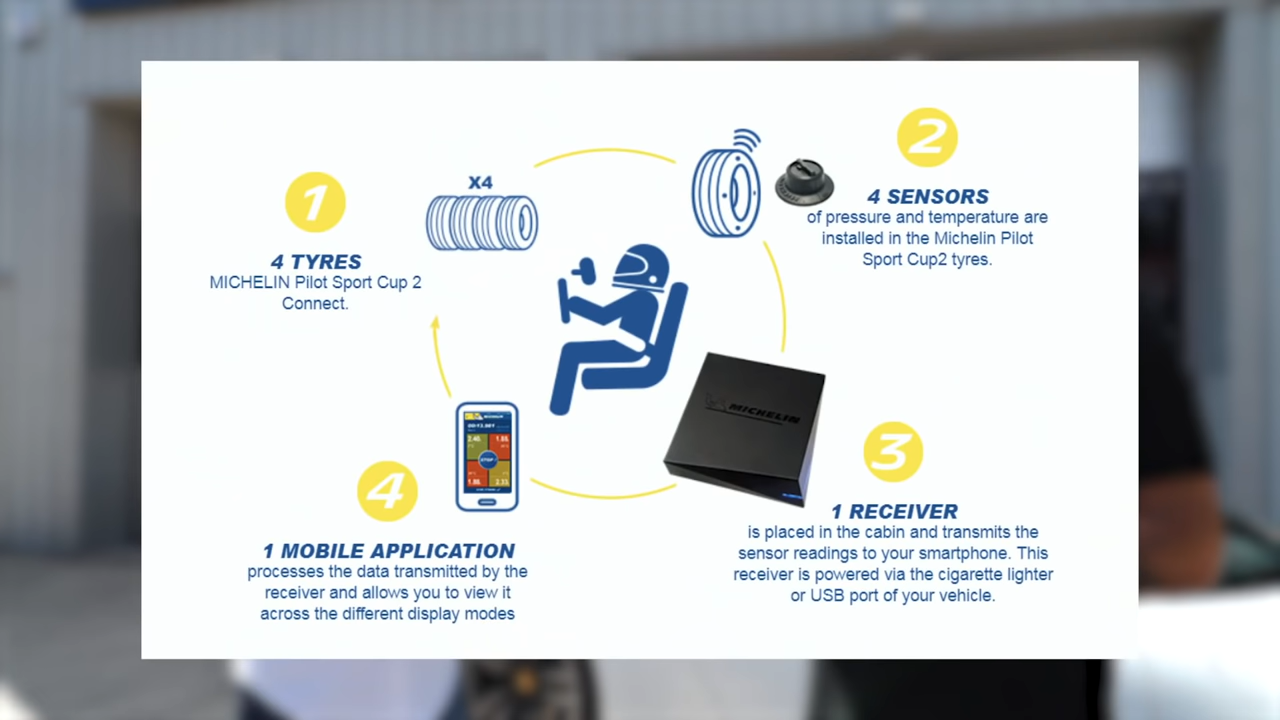 1
4 TYRES
MICHELIN Pilot Sport Cup 2
Connect.
X4
2
4 SENSORS
of pressure and temperature are
installed in the Michelin Pilot
Sport Cup2 tyres.
MICHELIN
3
1 RECEIVER
is placed in the cabin and transmits the
sensor readings to your smartphone. This
receiver is powered via the cigarette lighter
or USB port of your vehicle.
4
STOP
1 MOBILE APPLICATION
processes the data transmitted by the
receiver and allows you to view it
across the different display modes